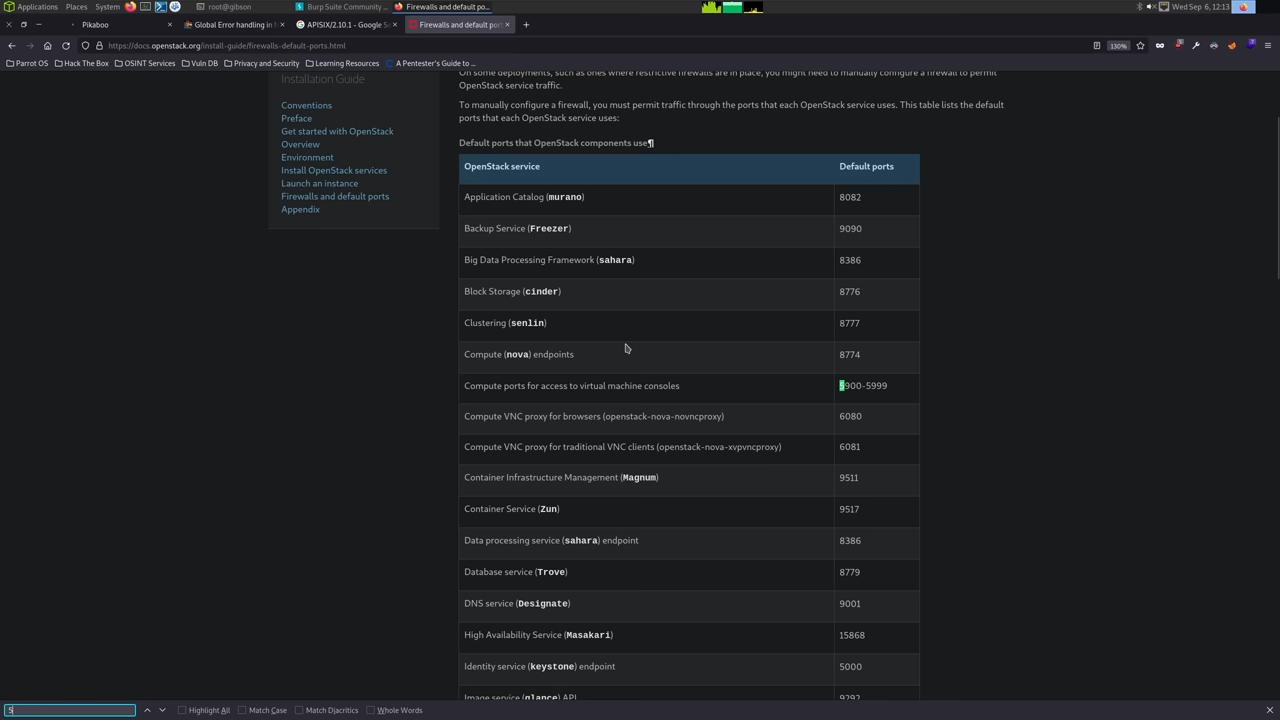 Applications Places System root@gibson Burp Suite Community ... Firefows and default po... Wed Sep 6, 12:13
Pikaboo Global Error handling in APISIX/2.10.1 - Google Se Firewalls and default por
https://docs.openstack.org/install-guide/firewalls-default-ports.html 130%
Parrot OS Hack The Box OSINT Services Vuln DB Privacy and Security Learning Resources A Pentester's Guide to ...
Installation Guide
Conventions
Preface
Get started with OpenStack
Overview
Environment
Install OpenStack services
Launch an instance
Firewalls and default ports
Appendix
On some deployments, such as ones where restrictive firewalls are in place, you might need to manually configure a firewall to permit
OpenStack service traffic.
To manually configure a firewall, you must permit traffic through the ports that each OpenStack service uses. This table lists the default
ports that each OpenStack service uses:
Default ports that OpenStack components use¶
OpenStack service Default ports
Application Catalog (murano) 8082
Backup Service (Freezer) 9090
Big Data Processing Framework (sahara) 8386
Block Storage (cinder) 8776
Clustering (senlin) 8777
Compute (nova) endpoints 8774
Compute ports for access to virtual machine consoles 5900-5999
Compute VNC proxy for browsers (openstack-nova-novncproxy) 6080
Compute VNC proxy for traditional VNC clients (openstack-nova-xvpvncproxy) 6081
Container Infrastructure Management (Magnum) 9511
Container Service (Zun) 9517
Data processing service (sahara) endpoint 8386
Database service (Trove) 8779
DNS service (Designate) 9001
High Availability Service (Masakari) 15868
Identity service (keystone) endpoint 5000
Image service (glance) API 9292
5 Highlight All Match Case Match Diacritics Whole Words